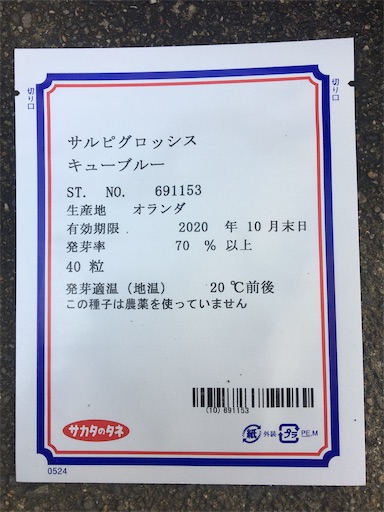 切り口
切り口
サルピグロッシス
キューブルー
ST. NO. 691153
生産地 オランダ
有効期限 2020 年 10 月末日
発芽率 70 % 以上
40 粒
発芽適温（地温） 20 ℃前後
この種子は農薬を使っていません
(10) 691153
サカタのタネ
紙 外装 プラ PE,M
0524